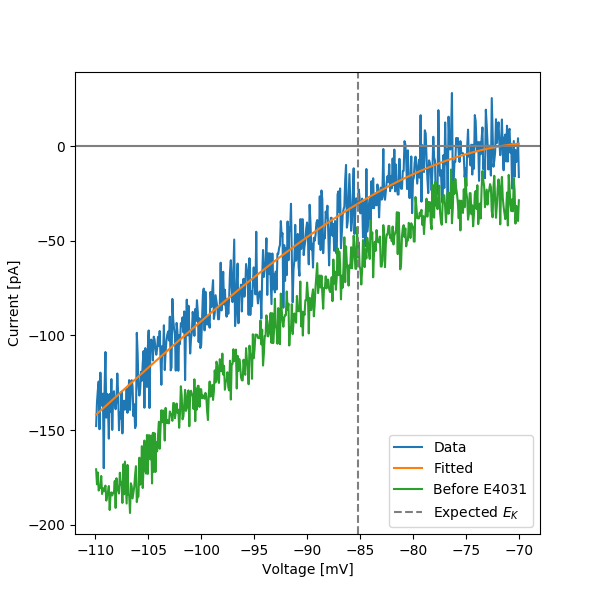 0
−50
−100
−150
−200
Current [pA]
−110
−105
−100
−95
−90
−85
−80
−75
−70
Voltage [mV]
Data
Fitted
Before E4031
Expected $E_K$